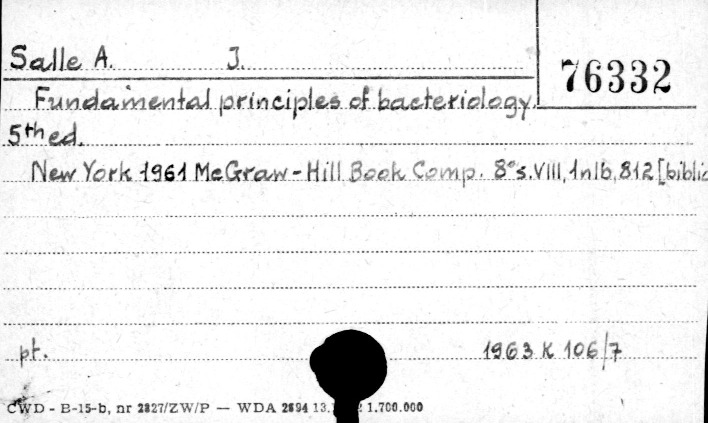 Salle A. J.
76332
Fundamental principles of bacteriology.
5th ed.
New York 1961 McGraw-Hill Book Comp. 8° s. VIII, 1nlb, 812 [biblio
pt. 1963 K 106/7
CWD - B-15-b, nr 2827/ZW/P — WDA 2894 13. 1.700.000